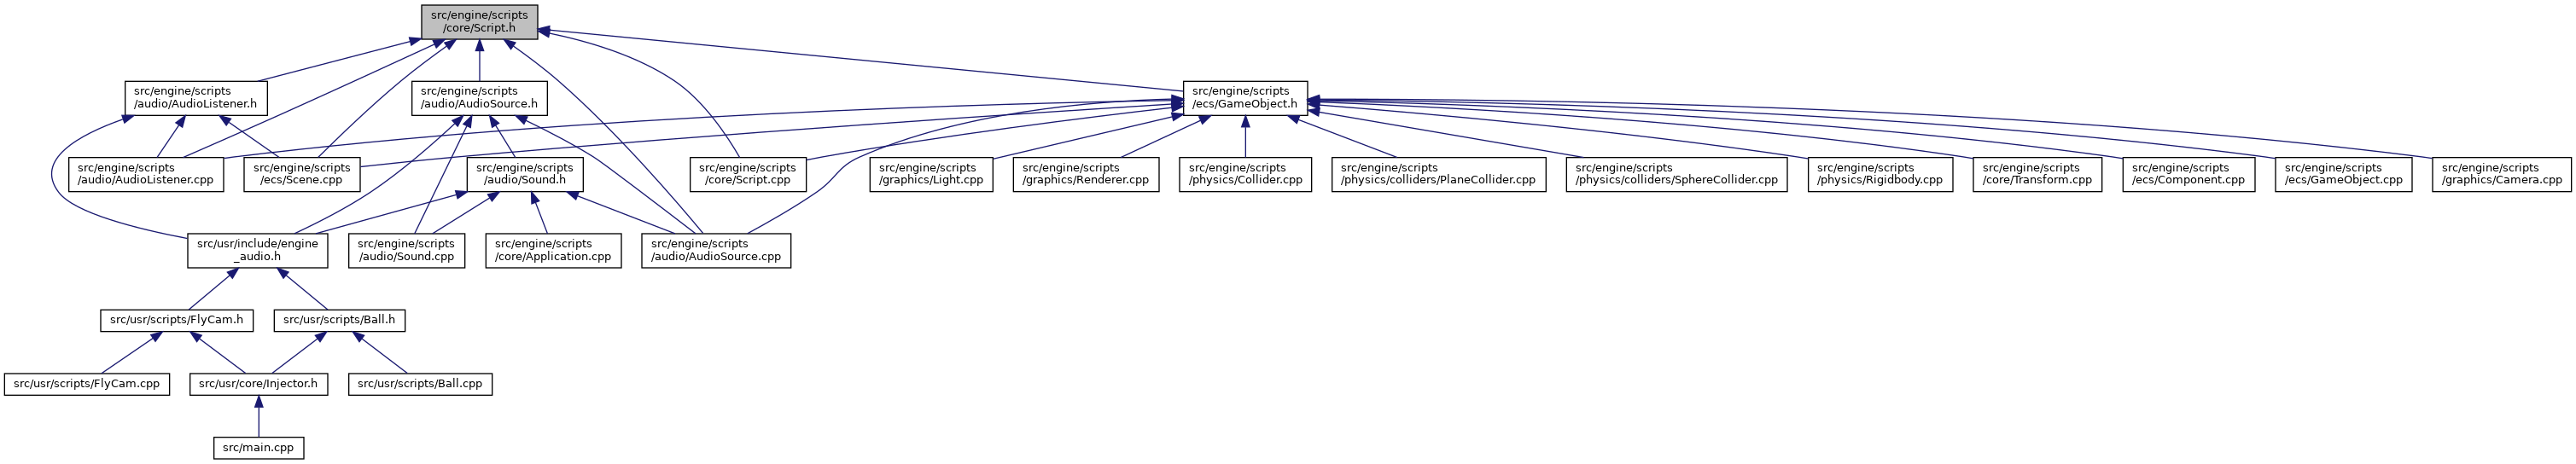 src/engine/scripts
/core/Script.h
src/engine/scripts
/audio/AudioListener.h
src/engine/scripts
/audio/AudioSource.h
src/engine/scripts
/ecs/GameObject.h
src/engine/scripts
/audio/AudioListener.cpp
src/engine/scripts
/ecs/Scene.cpp
src/engine/scripts
/audio/Sound.h
src/engine/scripts
/core/Script.cpp
src/engine/scripts
/graphics/Light.cpp
src/engine/scripts
/graphics/Renderer.cpp
src/engine/scripts
/physics/Collider.cpp
src/engine/scripts
/physics/colliders/PlaneCollider.cpp
src/engine/scripts
/physics/colliders/SphereCollider.cpp
src/engine/scripts
/physics/Rigidbody.cpp
src/engine/scripts
/core/Transform.cpp
src/engine/scripts
/ecs/Component.cpp
src/engine/scripts
/ecs/GameObject.cpp
src/engine/scripts
/graphics/Camera.cpp
src/usr/include/engine
_audio.h
src/engine/scripts
/audio/Sound.cpp
src/engine/scripts
/core/Application.cpp
src/engine/scripts
/audio/AudioSource.cpp
src/usr/scripts/FlyCam.h
src/usr/scripts/Ball.h
src/usr/scripts/FlyCam.cpp
src/usr/core/Injector.h
src/usr/scripts/Ball.cpp
src/main.cpp